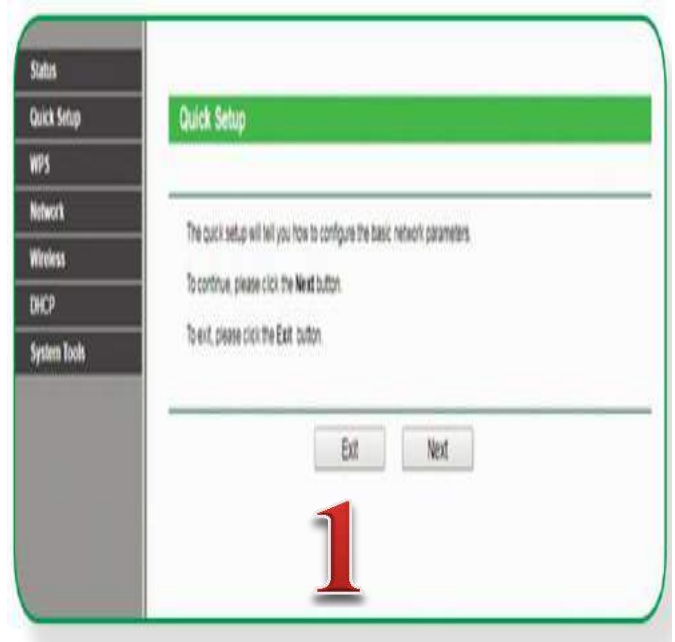 Status
Quick Setup
WPS
Network
Wireless
DHCP
System Tools
Quick Setup
The quick setup will tell you how to configure the basic network parameters.
To continue, please click the Next button.
To exit, please click the Exit button.
Exit
Next
1